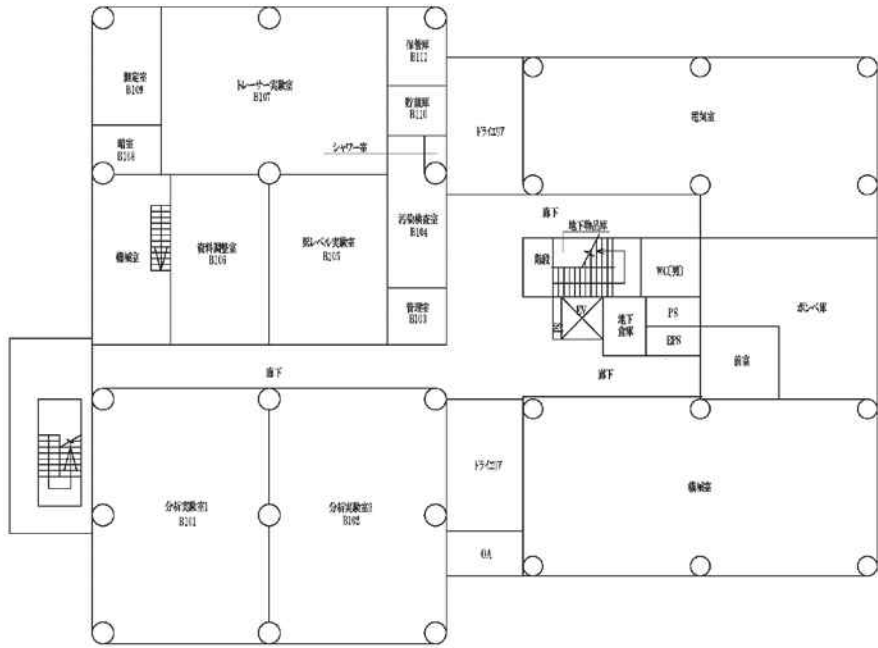 測定室
B109
トレーサー実験室
B107
保管庫
B111
貯蔵庫
B110
暗室
B108
シャワー室
ドライエリア
電気室
機械室
資料調整室
B106
低レベル実験室
B105
汚染検査室
B104
管理室
B103
廊下
地下物品庫
階段
WC(男)
ボンベ庫
EV
PS
地下
倉庫
PS
EPS
前室
廊下
廊下
分析実験室1
B101
分析実験室2
B102
ドライエリア
OA
機械室